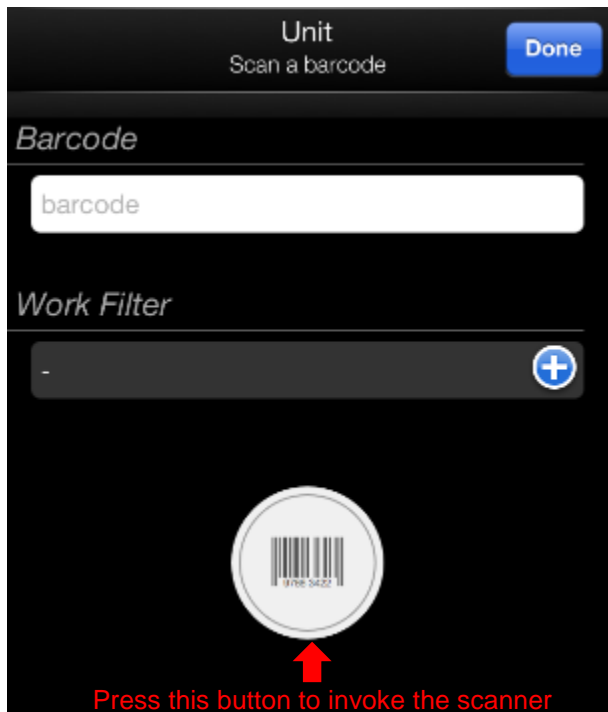 Unit
Scan a barcode
Done
Barcode
barcode
Work Filter
-
Press this button to invoke the scanner